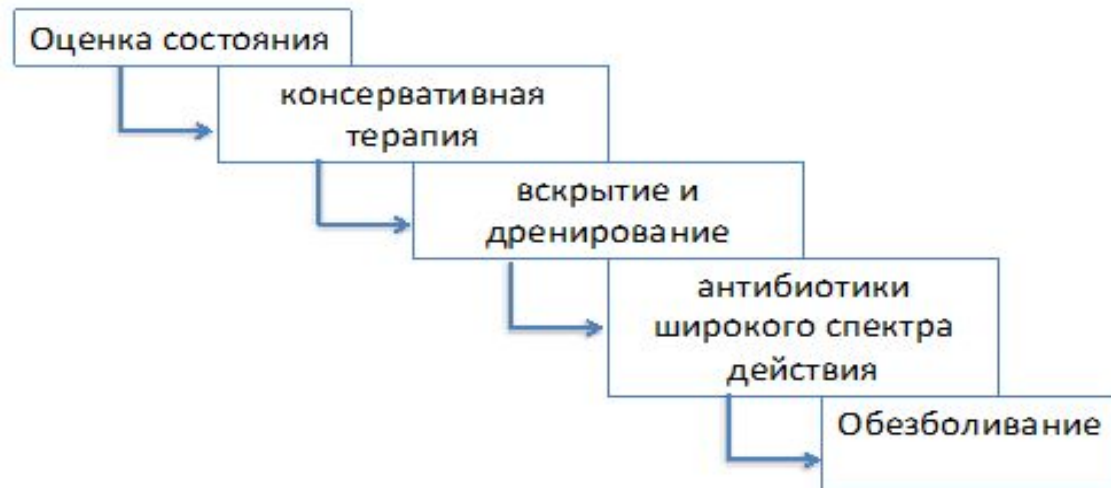 Оценка состояния
консервативная
терапия
вскрытие и
дренирование
антибиотики
широкого спектра
действия
Обезболивание